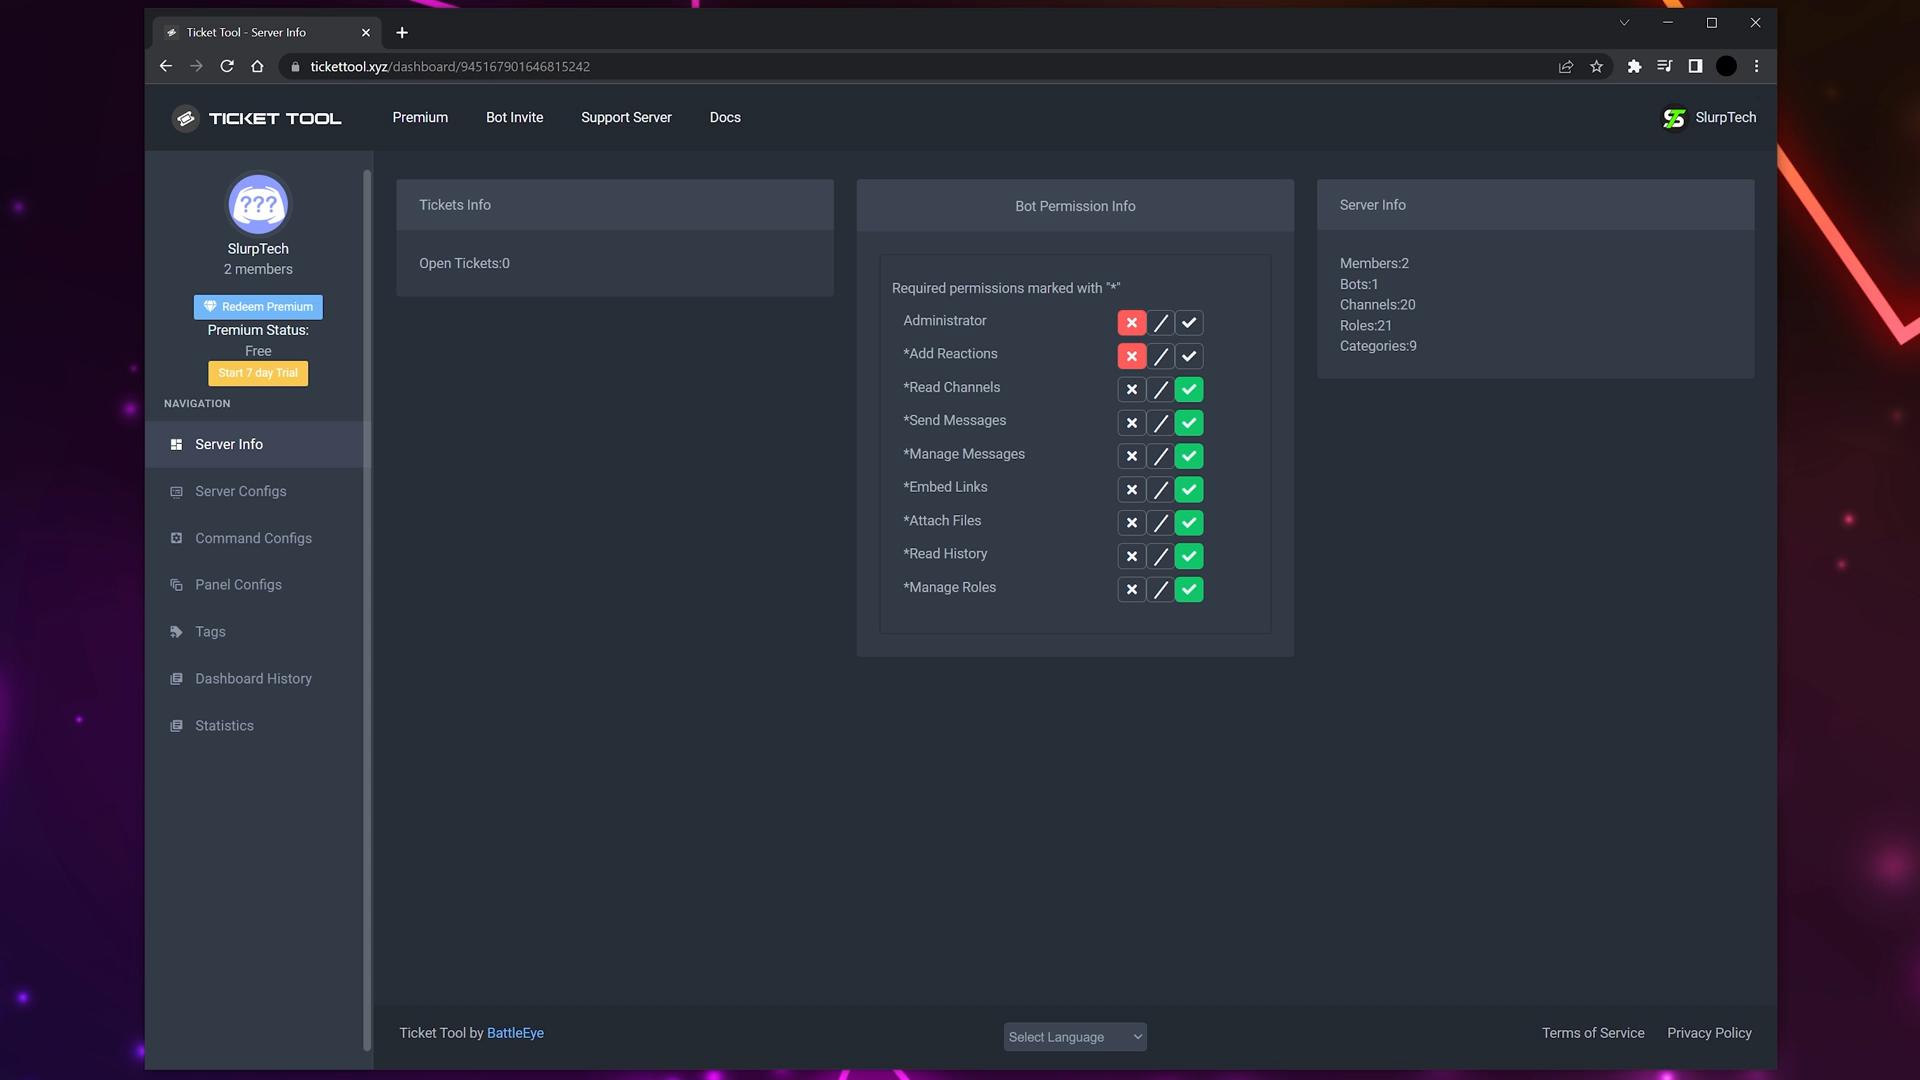 Ticket Tool - Server Info
tickettool.xyz/dashboard/945167901646815242
TICKET TOOL
Premium
Bot Invite
Support Server
Docs
SlurpTech
???
SlurpTech
2 members
Redeem Premium
Premium Status:
Free
Start 7 day Trial
NAVIGATION
Server Info
Server Configs
Command Configs
Panel Configs
Tags
Dashboard History
Statistics
Tickets Info
Open Tickets:0
Bot Permission Info
Required permissions marked with "*"
Administrator
*Add Reactions
*Read Channels
*Send Messages
*Manage Messages
*Embed Links
*Attach Files
*Read History
*Manage Roles
Server Info
Members:2
Bots:1
Channels:20
Roles:21
Categories:9
Ticket Tool by BattleEye
Select Language
Terms of Service
Privacy Policy